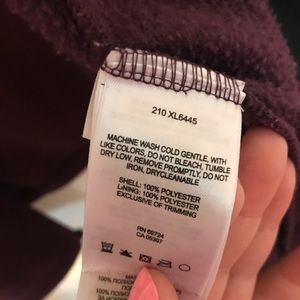 210 XL6445
MACHINE WASH COLD GENTLE, WITH
LIKE COLORS, DO NOT BLEACH, TUMBLE
DRY LOW, REMOVE PROMPTLY, DO NOT
IRON, DRYCLEANABLE
SHELL: 100% POLYESTER
LINING: 100% POLYESTER
EXCLUSIVE OF TRIMMING
RN 69724
CA 05367